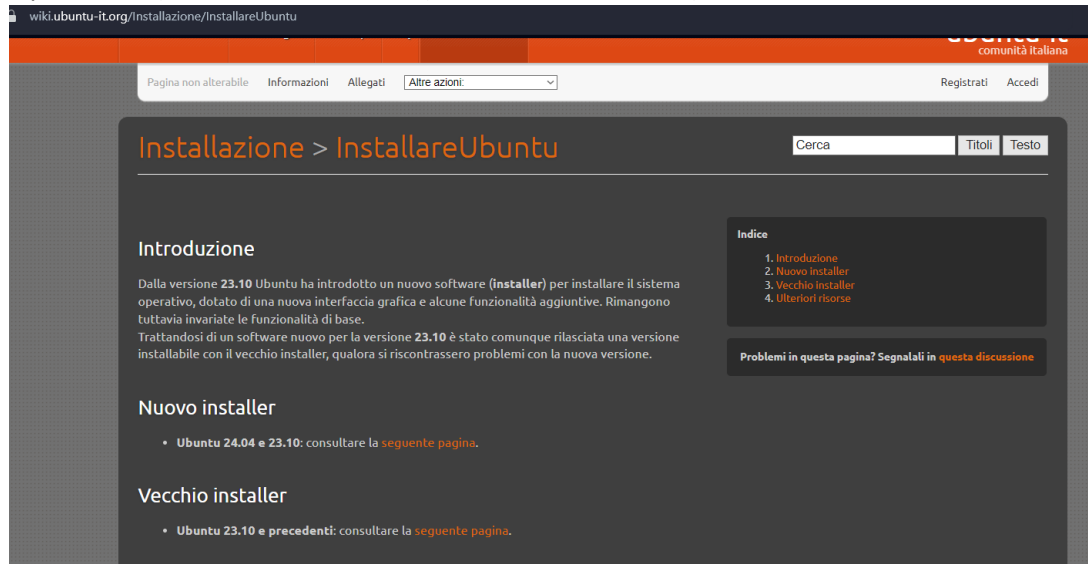 wiki.ubuntu-it.org/Installazione/InstallareUbuntu
comunità italiana
Pagina non alterabile Informazioni Allegati Altre azioni: Registrati Accedi
Installazione > InstallareUbuntu
Cerca Titoli Testo
Introduzione
Dalla versione 23.10 Ubuntu ha introdotto un nuovo software (installer) per installare il sistema
operativo, dotato di una nuova interfaccia grafica e alcune funzionalità aggiuntive. Rimangono
tuttavia invariate le funzionalità di base.
Trattandosi di un software nuovo per la versione 23.10 è stato comunque rilasciata una versione
installabile con il vecchio installer, qualora si riscontrassero problemi con la nuova versione.
Indice
1. Introduzione
2. Nuovo installer
3. Vecchio installer
4. Ulteriori risorse
Problemi in questa pagina? Segnalali in questa discussione
Nuovo installer
• Ubuntu 24.04 e 23.10: consultare la seguente pagina.
Vecchio installer
• Ubuntu 23.10 e precedenti: consultare la seguente pagina.